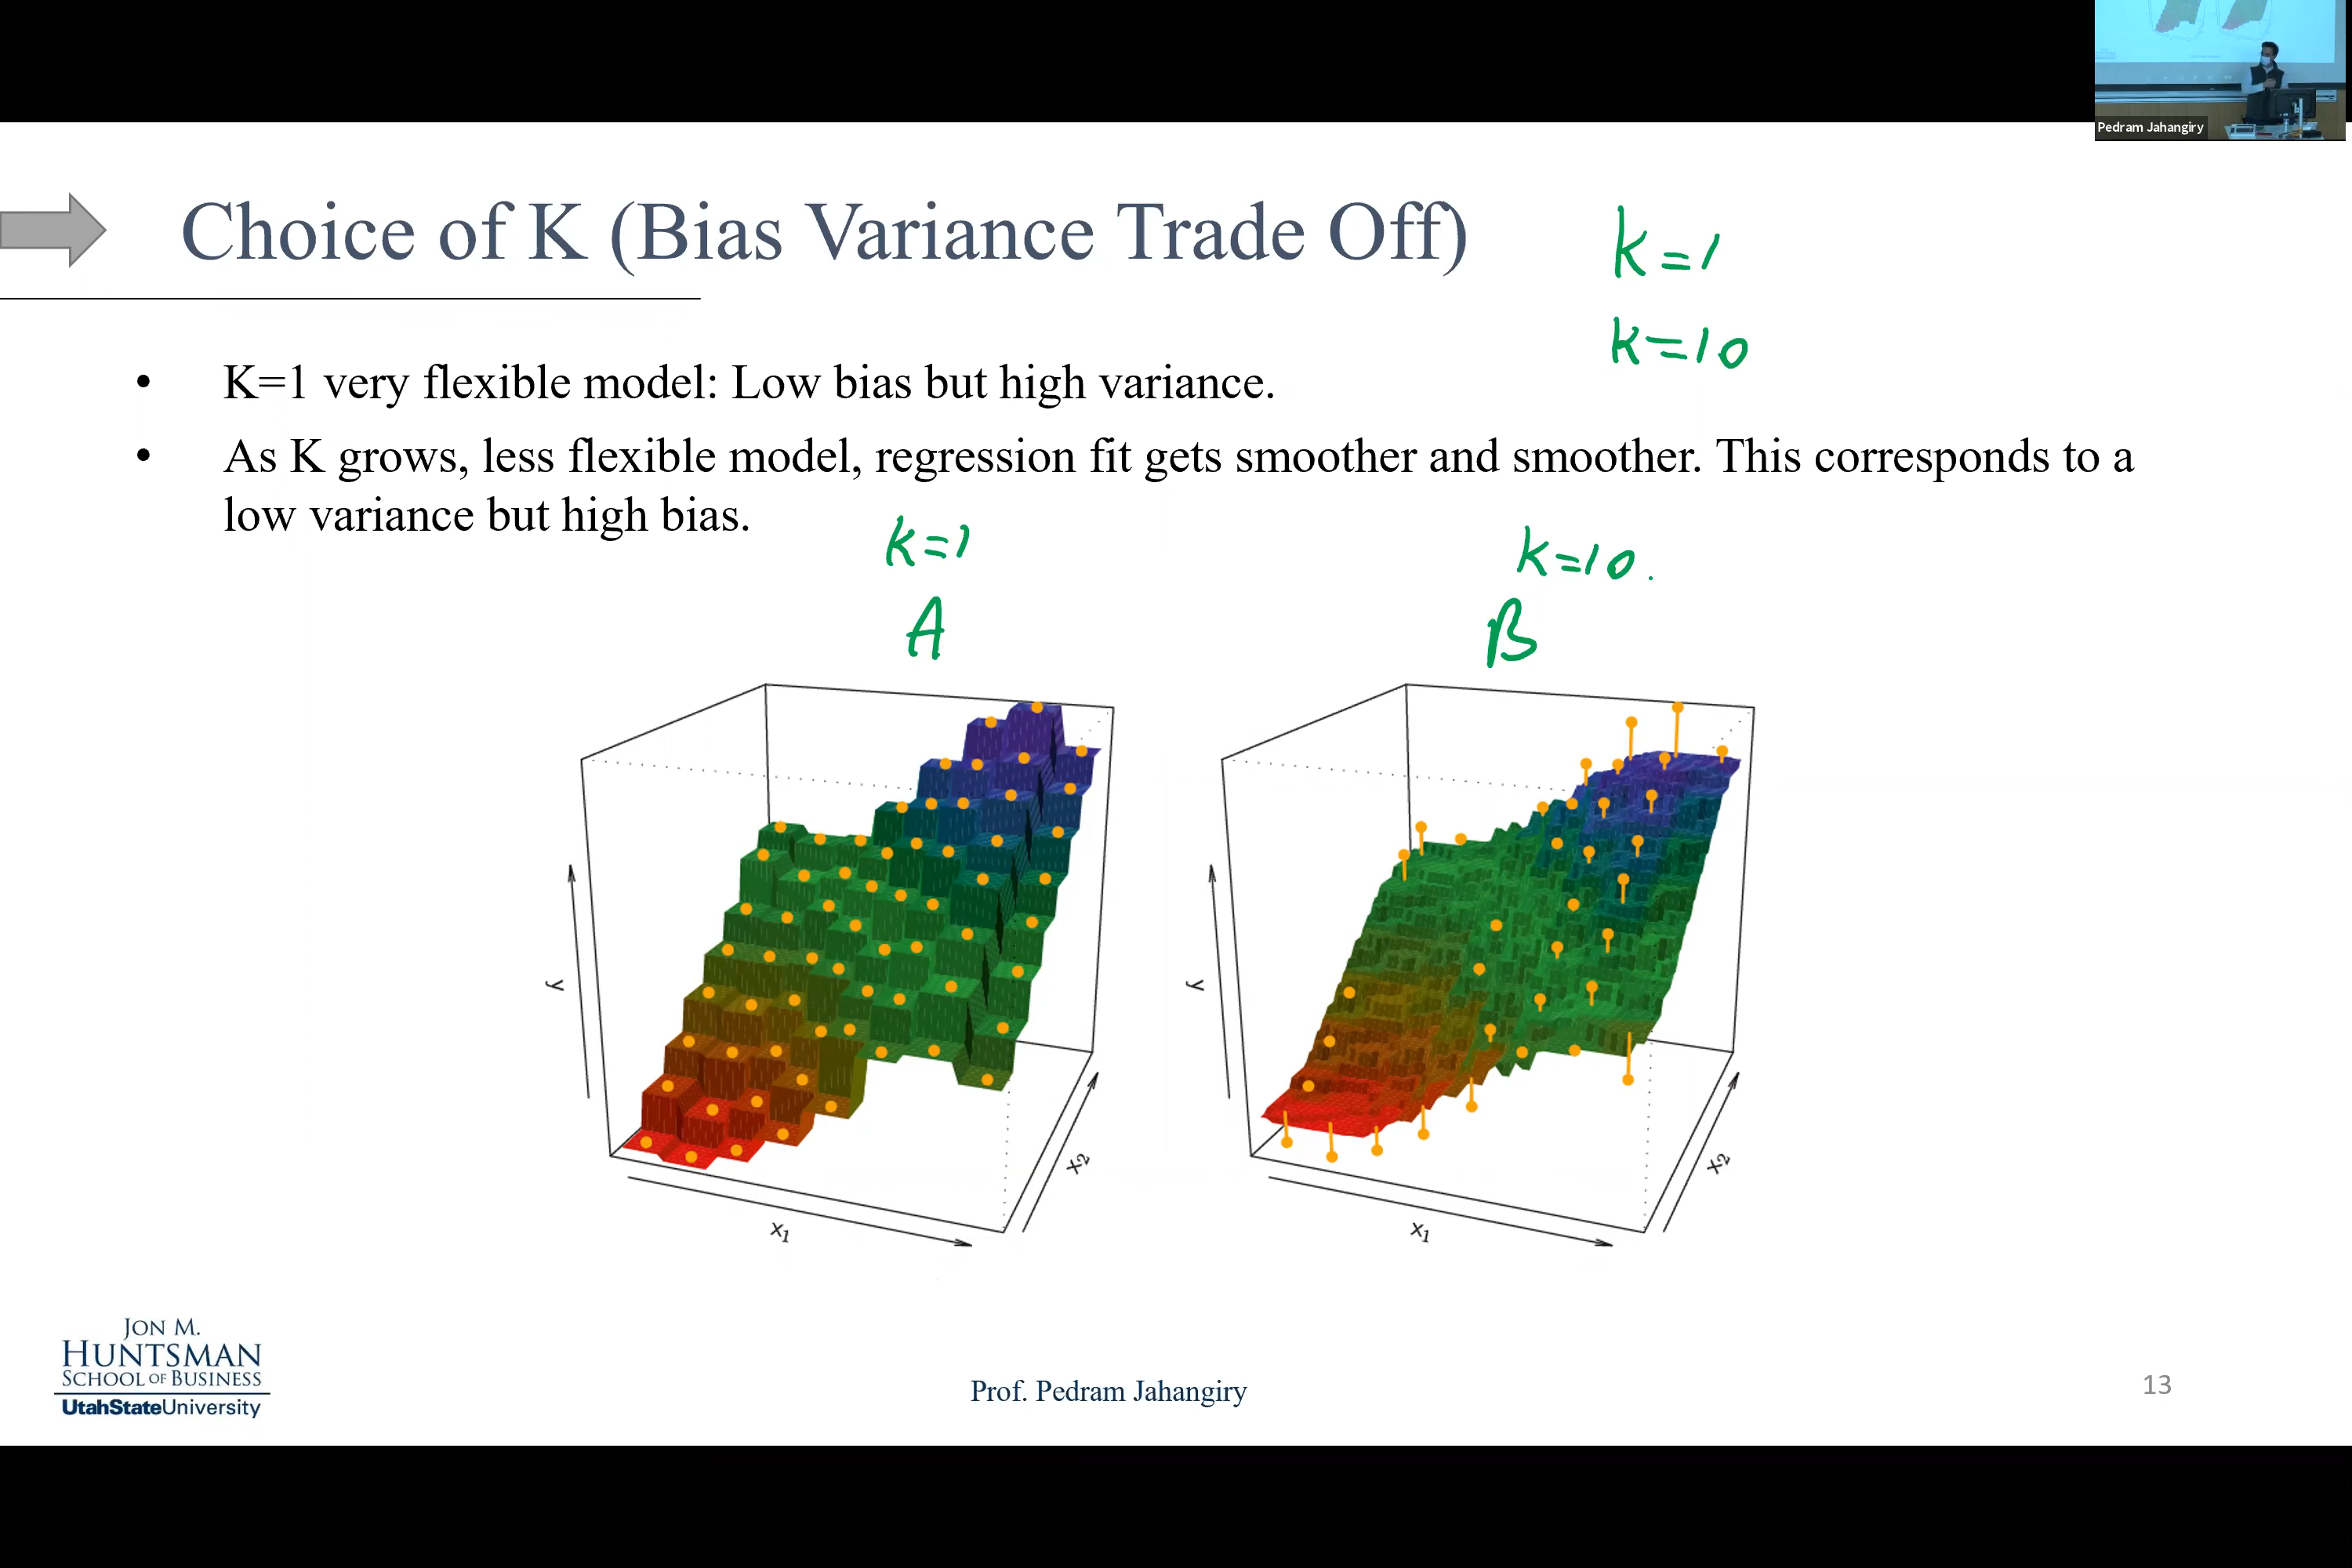 Pedram Jahangiry
Choice of K (Bias Variance Trade Off)
k=1
k=10
• K=1 very flexible model: Low bias but high variance.
• As K grows, less flexible model, regression fit gets smoother and smoother. This corresponds to a
low variance but high bias.
k=1
k=10.
A
B
y
x1
x2
y
x1
x2
JON M.
HUNTSMAN
SCHOOL OF BUSINESS
UtahStateUniversity
Prof. Pedram Jahangiry
13